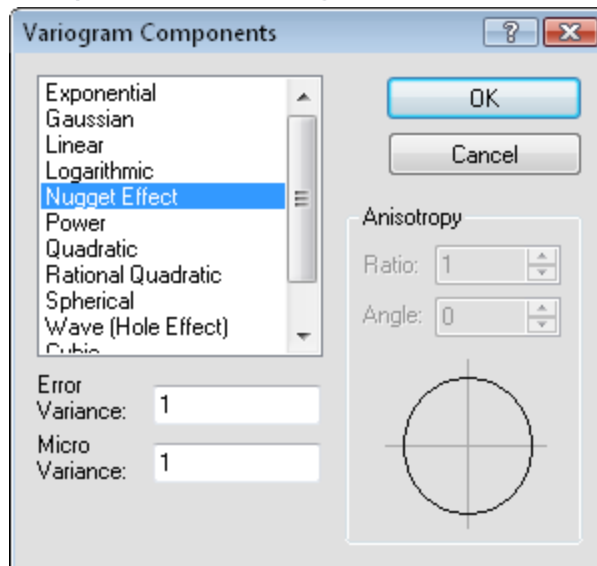 Variogram Components
Exponential
Gaussian
Linear
Logarithmic
Nugget Effect
Power
Quadratic
Rational Quadratic
Spherical
Wave (Hole Effect)
Cubic
OK
Cancel
Anisotropy
Ratio: 1
Angle: 0
Error
Variance: 1
Micro
Variance: 1